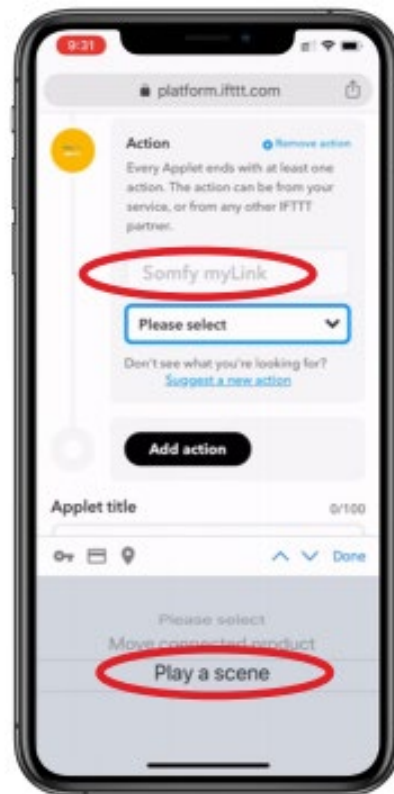 9:31
platform.ifttt.com
Action
Remove action
Every Applet ends with at least one
action. The action can be from your
service, or from any other IFTTT
partner.
Somfy myLink
Please select
Don't see what you're looking for?
Suggest a new action
Add action
Applet title
0/100
Done
Please select
Move connected product
Play a scene